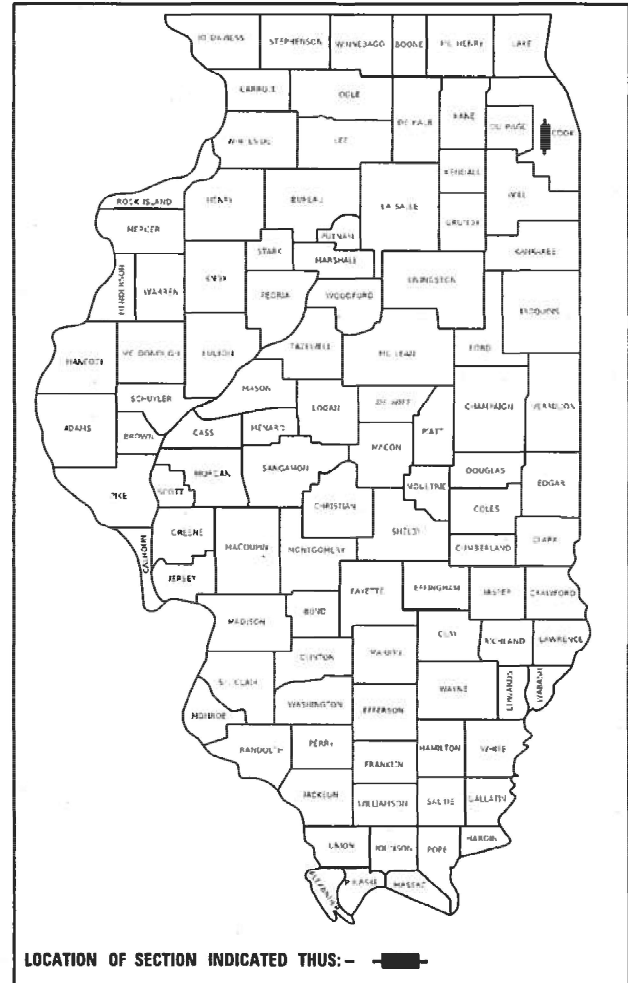 JO DAVIESS STEPHENSON WINNEBAGO BOONE MC HENRY LAKE
CARROLL OGLE
DE KALB KANE DU PAGE COOK
WHITESIDE LEE
KENDALL
ROCK ISLAND HENRY BUREAU LA SALLE GRUNDY WILL
MERCER PUTNAM
STARK MARSHALL KANKAKEE
HENDERSON WARREN KNOX PEORIA WOODFORD LIVINGSTON IROQUOIS
HANCOCK MC DONOUGH FULTON TAZEWELL MC LEAN FORD
MASON
SCHUYLER LOGAN DE WITT CHAMPAIGN VERMILION
ADAMS BROWN CASS MENARD PIATT
MACON
MORGAN SANGAMON DOUGLAS
PIKE SCOTT MOULTRIE EDGAR
CHRISTIAN COLES
GREENE SHELBY
CALHOUN MACOUPIN MONTGOMERY CUMBERLAND CLARK
JERSEY
FAYETTE EFFINGHAM JASPER CRAWFORD
BOND
MADISON CLAY
CLINTON MARION RICHLAND LAWRENCE
ST. CLAIR WAYNE EDWARDS WABASH
MONROE WASHINGTON JEFFERSON
RANDOLPH PERRY HAMILTON WHITE
FRANKLIN
JACKSON WILLIAMSON SALINE GALLATIN
UNION JOHNSON POPE HARDIN
ALEXANDER PULASKI MASSAC
LOCATION OF SECTION INDICATED THUS: -